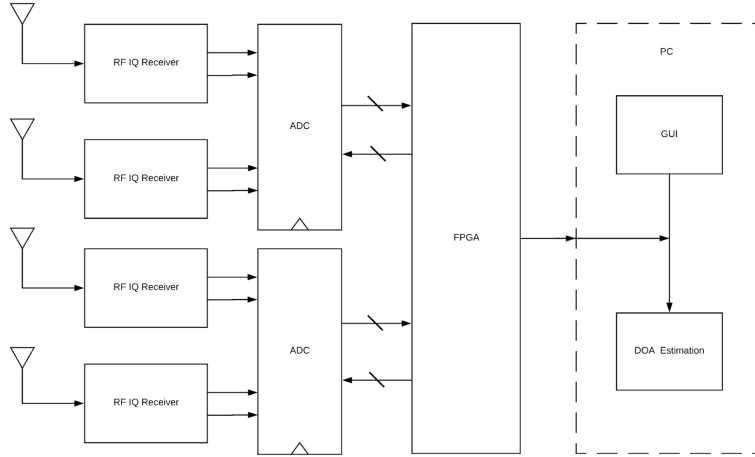 RF IQ Receiver
RF IQ Receiver
RF IQ Receiver
RF IQ Receiver
ADC
ADC
FPGA
PC
GUI
DOA Estimation